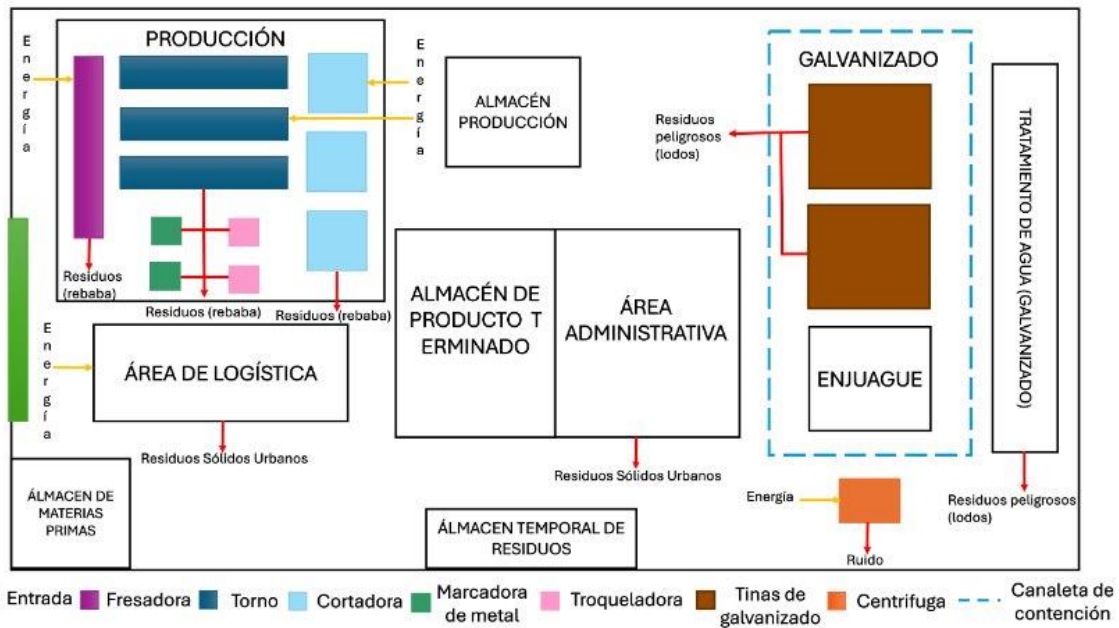 PRODUCCIÓN
Energía
Energía
Residuos
(rebaba)
Residuos (rebaba)
Residuos (rebaba)
ALMACÉN
PRODUCCIÓN
GALVANIZADO
Residuos
peligrosos
(lodos)
TRATAMIENTO DE AGUA (GALVANIZADO)
Energía
ÁREA DE LOGÍSTICA
ALMACÉN DE
PRODUCTO T
ERMINADO
ÁREA
ADMINISTRATIVA
ENJUAGUE
Residuos Sólidos Urbanos
Residuos Sólidos Urbanos
ÁLMACEN DE
MATERIAS
PRIMAS
ÁLMACEN TEMPORAL DE
RESIDUOS
Energía
Ruido
Residuos peligrosos
(lodos)
Entrada
Fresadora
Torno
Cortadora
Marcadora
de metal
Troqueladora
Tinas de
galvanizado
Centrifuga
Canaleta de
contención